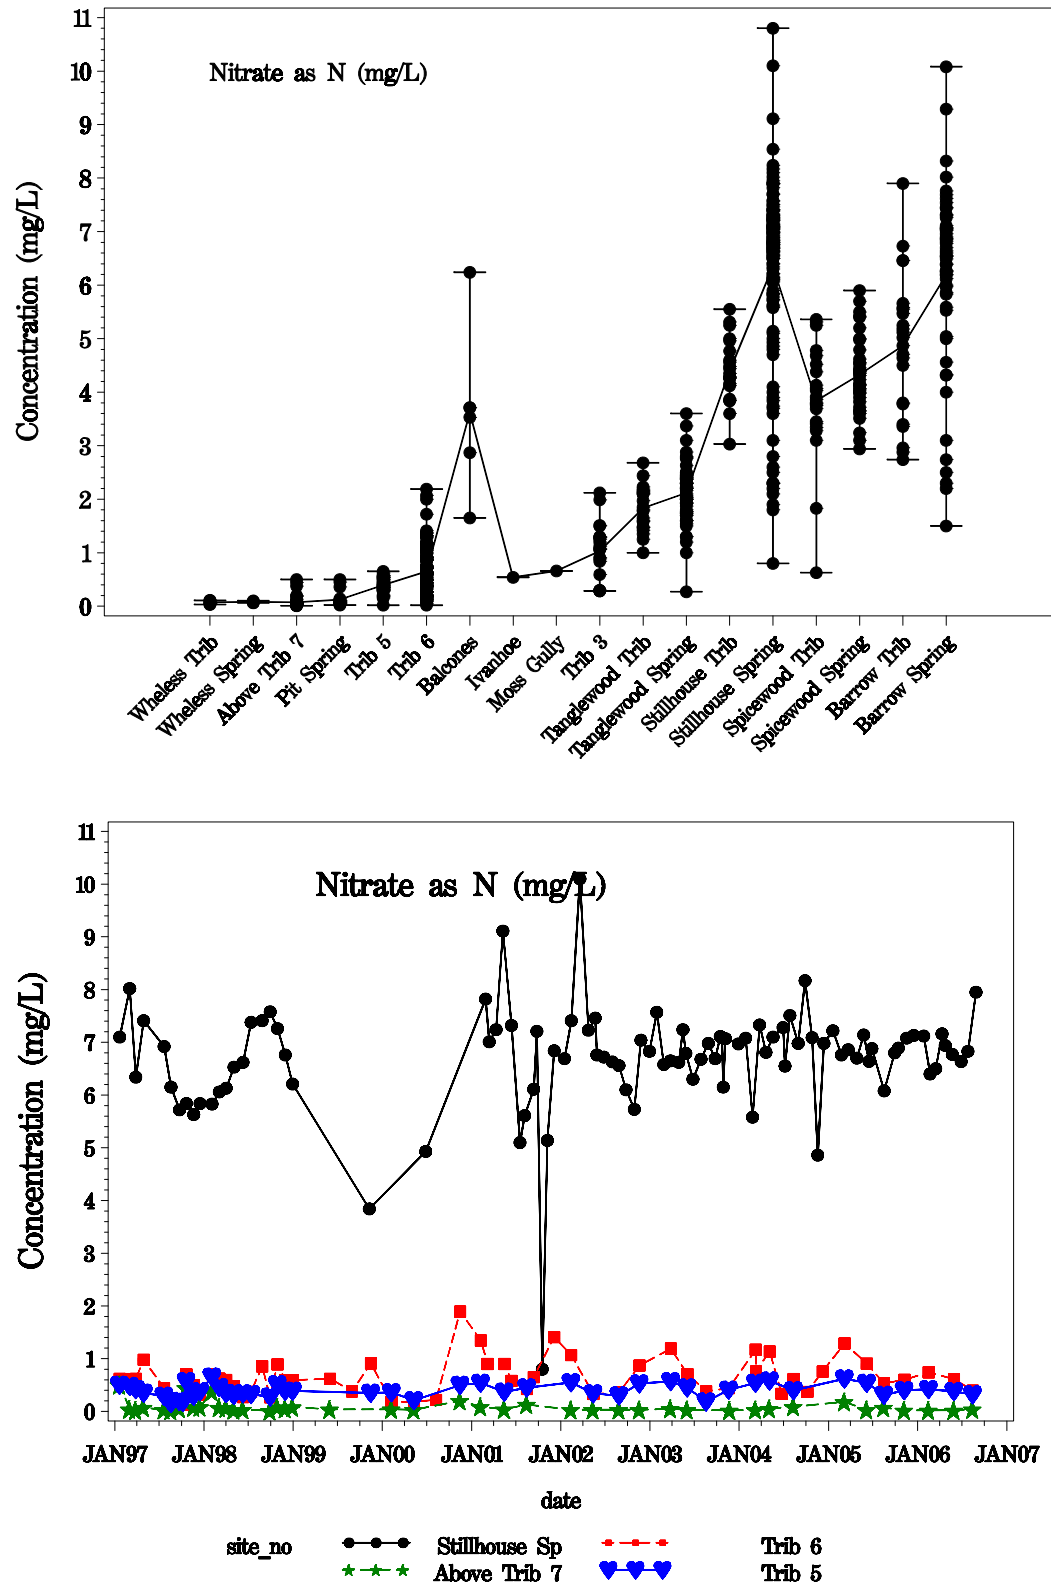 11
Nitrate as N (mg/L)
10
9
8
7
6
5
4
3
2
1
0
Concentration (mg/L)
Wheless Trib
Wheless Spring
Above Trib 7
Pit Spring
Trib 5
Trib 6
Balcones
Ivanhoe
Moss Gully
Trib 3
Tanglewood Trib
Tanglewood Spring
Stillhouse Trib
Stillhouse Spring
Spicewood Trib
Spicewood Spring
Barrow Trib
Barrow Spring
11
Nitrate as N (mg/L)
10
9
8
7
6
5
4
3
2
1
0
Concentration (mg/L)
JAN97 JAN98 JAN99 JAN00 JAN01 JAN02 JAN03 JAN04 JAN05 JAN06 JAN07
date
site_no Stillhouse Sp Trib 6
Above Trib 7 Trib 5